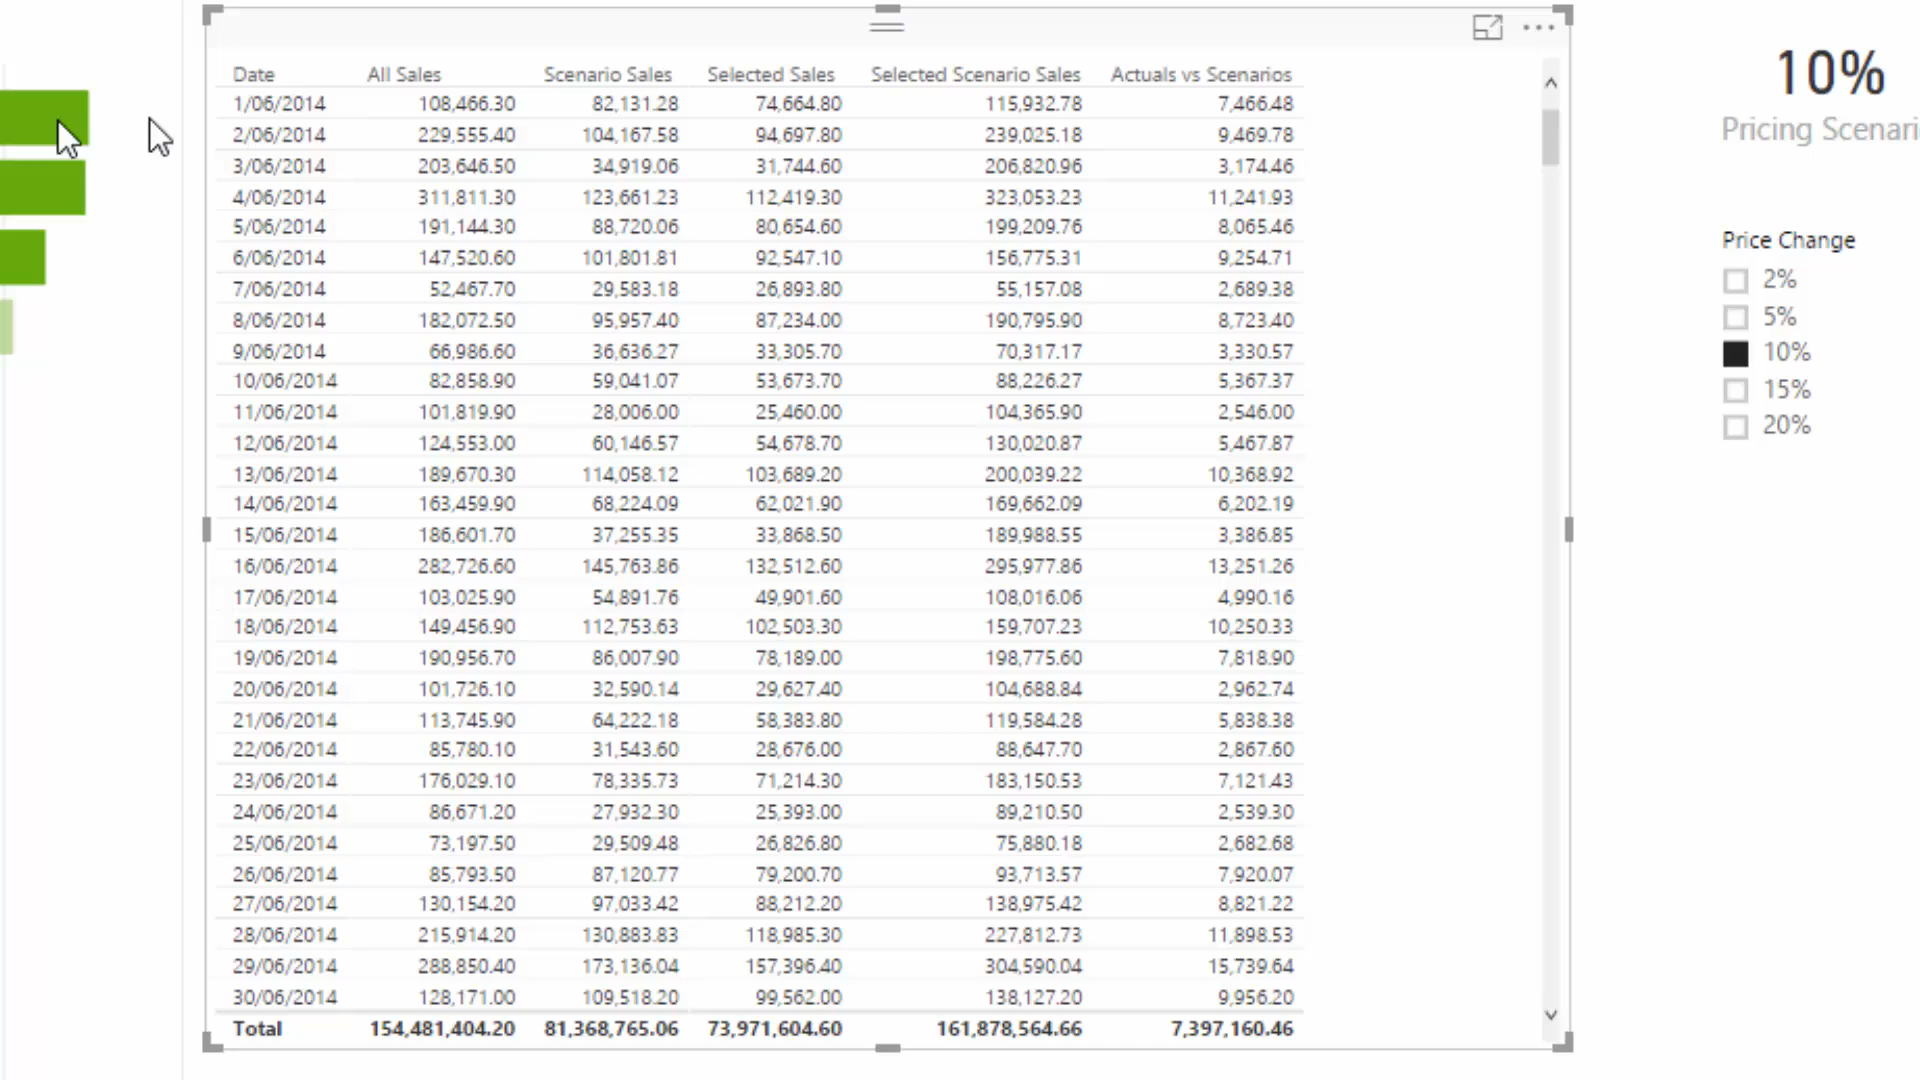 Date All Sales Scenario Sales Selected Sales Selected Scenario Sales Actuals vs Scenarios
1/06/2014 108,466.30 82,131.28 74,664.80 115,932.78 7,466.48
2/06/2014 229,555.40 104,167.58 94,697.80 239,025.18 9,469.78
3/06/2014 203,646.50 34,919.06 31,744.60 206,820.96 3,174.46
4/06/2014 311,811.30 123,661.23 112,419.30 323,053.23 11,241.93
5/06/2014 191,144.30 88,720.06 80,654.60 199,209.76 8,065.46
6/06/2014 147,520.60 101,801.81 92,547.10 156,775.31 9,254.71
7/06/2014 52,467.70 29,583.18 26,893.80 55,157.08 2,689.38
8/06/2014 182,072.50 95,957.40 87,234.00 190,795.90 8,723.40
9/06/2014 66,986.60 36,636.27 33,305.70 70,317.17 3,330.57
10/06/2014 82,858.90 59,041.07 53,673.70 88,226.27 5,367.37
11/06/2014 101,819.90 28,006.00 25,460.00 104,365.90 2,546.00
12/06/2014 124,553.00 60,146.57 54,678.70 130,020.87 5,467.87
13/06/2014 189,670.30 114,058.12 103,689.20 200,039.22 10,368.92
14/06/2014 163,459.90 68,224.09 62,021.90 169,662.09 6,202.19
15/06/2014 186,601.70 37,255.35 33,868.50 189,988.55 3,386.85
16/06/2014 282,726.60 145,763.86 132,512.60 295,977.86 13,251.26
17/06/2014 103,025.90 54,891.76 49,901.60 108,016.06 4,990.16
18/06/2014 149,456.90 112,753.63 102,503.30 159,707.23 10,250.33
19/06/2014 190,956.70 86,007.90 78,189.00 198,775.60 7,818.90
20/06/2014 101,726.10 32,590.14 29,627.40 104,688.84 2,962.74
21/06/2014 113,745.90 64,222.18 58,383.80 119,584.28 5,838.38
22/06/2014 85,780.10 31,543.60 28,676.00 88,647.70 2,867.60
23/06/2014 176,029.10 78,335.73 71,214.30 183,150.53 7,121.43
24/06/2014 86,671.20 27,932.30 25,393.00 89,210.50 2,539.30
25/06/2014 73,197.50 29,509.48 26,826.80 75,880.18 2,682.68
26/06/2014 85,793.50 87,120.77 79,200.70 93,713.57 7,920.07
27/06/2014 130,154.20 97,033.42 88,212.20 138,975.42 8,821.22
28/06/2014 215,914.20 130,883.83 118,985.30 227,812.73 11,898.53
29/06/2014 288,850.40 173,136.04 157,396.40 304,590.04 15,739.64
30/06/2014 128,171.00 109,518.20 99,562.00 138,127.20 9,956.20
Total 154,481,404.20 81,368,765.06 73,971,604.60 161,878,564.66 7,397,160.46
10%
Pricing Scenari
Price Change
2%
5%
10%
15%
20%